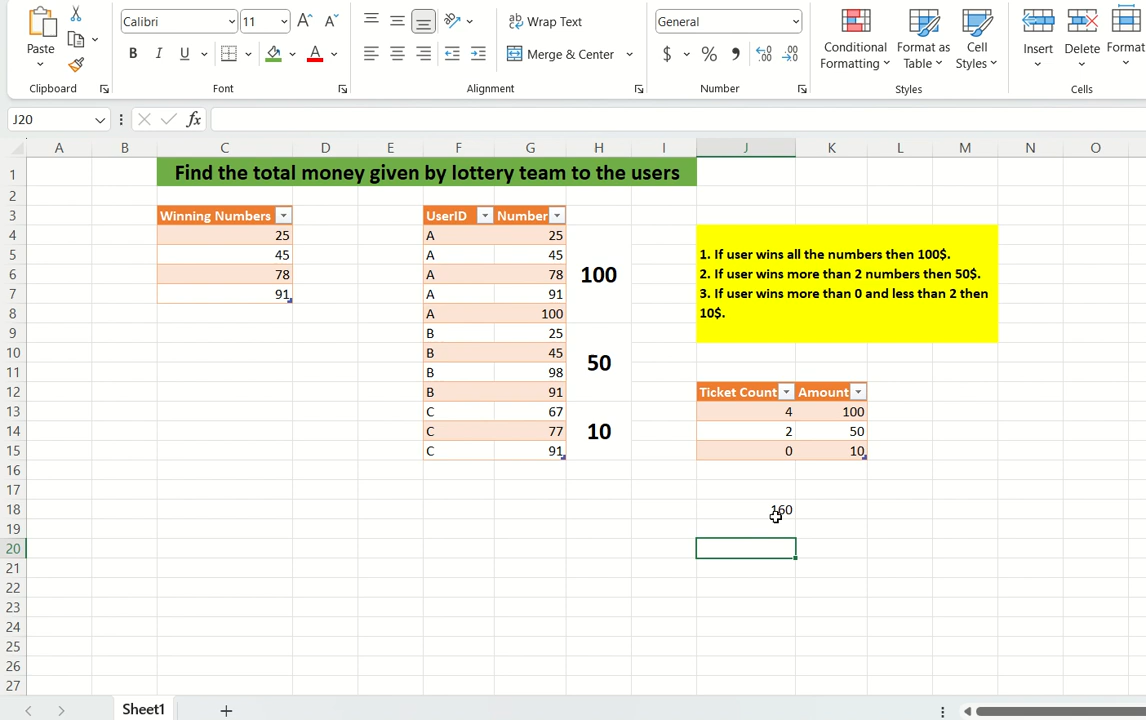 Paste
Clipboard
Calibri 11
B I U A
Font
ab Wrap Text
Merge & Center
Alignment
General
$ % , .00 .00
Number
Conditional Formatting
Format as Table
Cell Styles
Styles
Insert Delete Format
Cells
J20 fx
A B C D E F G H I J K L M N O
1 Find the total money given by lottery team to the users
2
3 Winning Numbers UserID Number
4 25 A 25
5 45 A 45 1. If user wins all the numbers then 100$.
6 78 A 78 100 2. If user wins more than 2 numbers then 50$.
7 91 A 91 3. If user wins more than 0 and less than 2 then
8 A 100 10$.
9 B 25
10 B 45 50
11 B 98
12 B 91 Ticket Count Amount
13 C 67 4 100
14 C 77 10 2 50
15 C 91 0 10
16
17
18 160
19
20
21
22
23
24
25
26
27
Sheet1